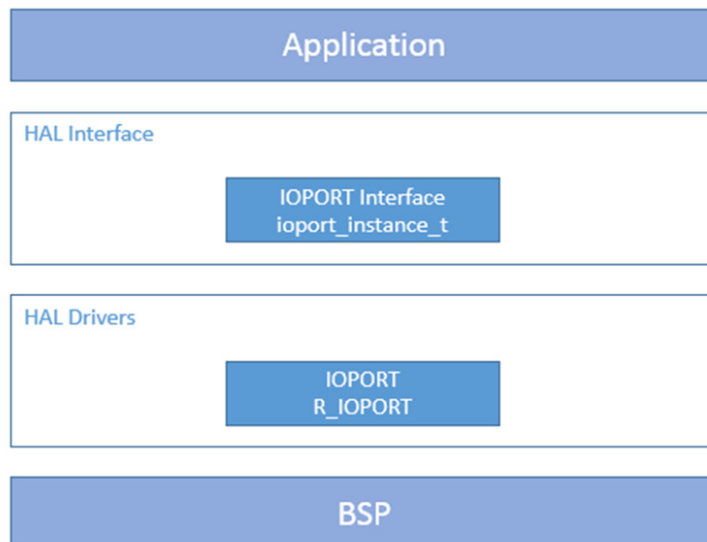 Application
HAL Interface
IOPORT Interface
ioport_instance_t
HAL Drivers
IOPORT
R_IOPORT
BSP